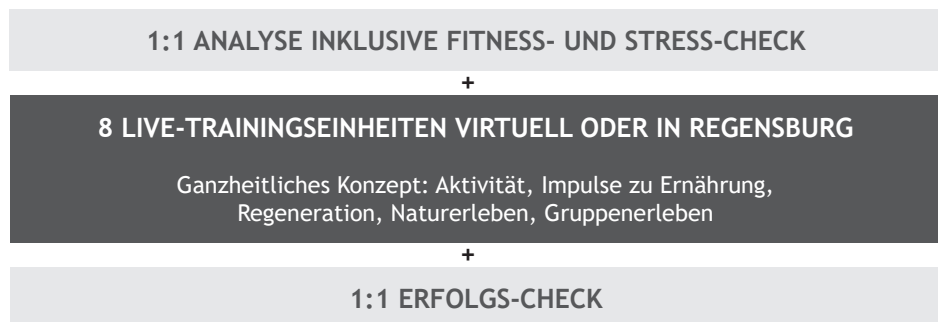 1:1 ANALYSE INKLUSIVE FITNESS- UND STRESS-CHECK
+
8 LIVE-TRAININGSEINHEITEN VIRTUELL ODER IN REGENSBURG
Ganzheitliches Konzept: Aktivität, Impulse zu Ernährung,
Regeneration, Naturerleben, Gruppenerleben
+
1:1 ERFOLGS-CHECK